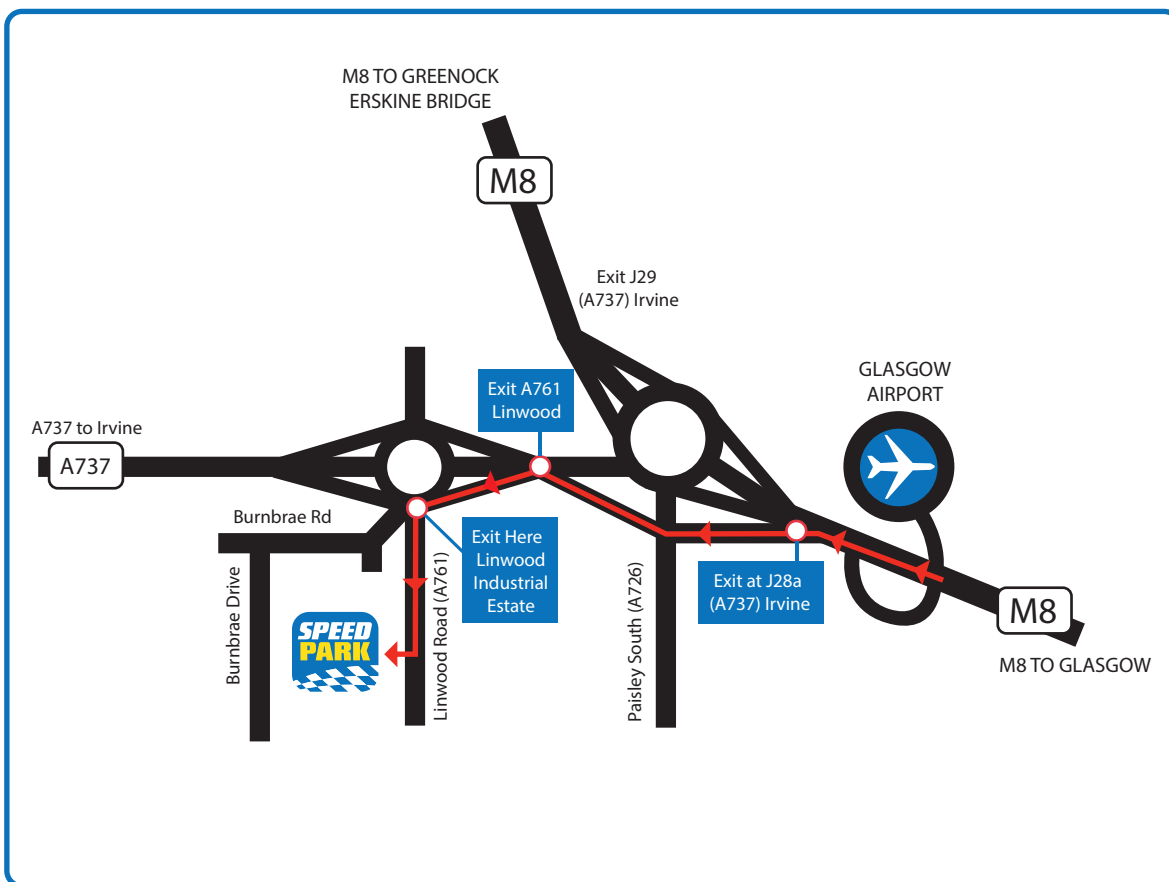 M8 TO GREENOCK
ERSKINE BRIDGE
M8
Exit J29
(A737) Irvine
GLASGOW
AIRPORT
Exit A761
Linwood
A737 to Irvine
A737
Burnbrae Rd
Exit Here
Linwood
Industrial
Estate
Exit at J28a
(A737) Irvine
M8
M8 TO GLASGOW
Burnbrae Drive
SPEED
PARK
Linwood Road (A761)
Paisley South (A726)